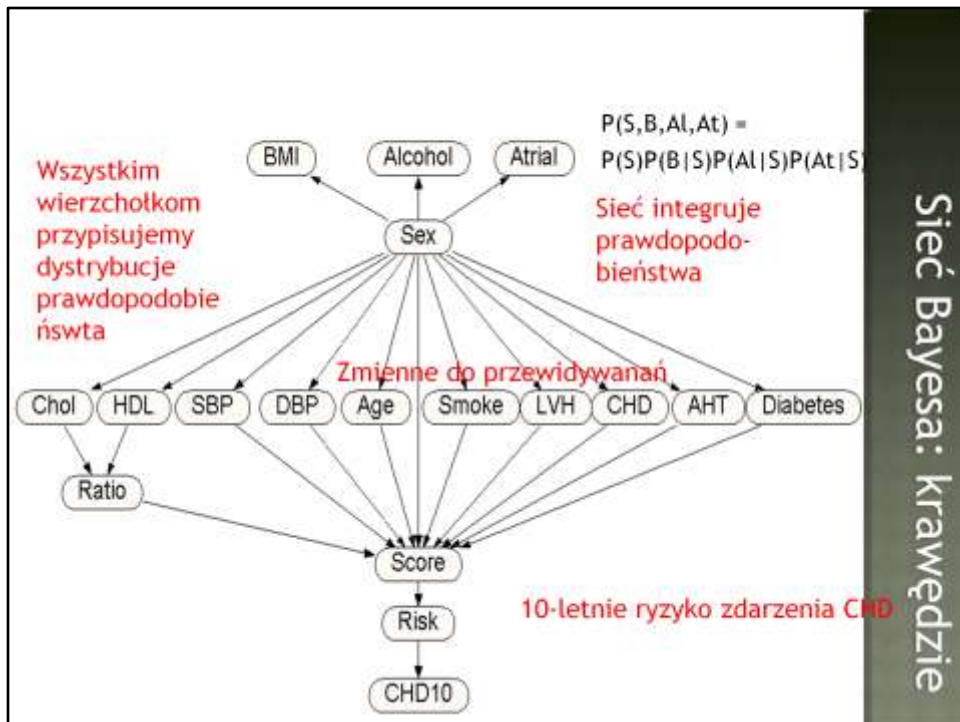 P(S,B,Al,At) =
P(S)P(B|S)P(Al|S)P(At|S)
BMI
Alcohol
Atrial
Wszystkim
wierzchołkom
przypisujemy
dystrybucje
prawdopodobie
ńswta
Sex
Sieć integruje
prawdopodo-
bieństwa
Zmienne do przewidywanań
Chol
HDL
SBP
DBP
Age
Smoke
LVH
CHD
AHT
Diabetes
Ratio
Score
10-letnie ryzyko zdarzenia CHD
Risk
CHD10
Sieć Bayesa: krawędzie